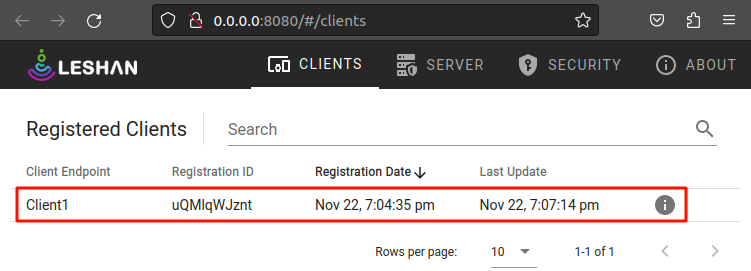 0.0.0.0:8080/#/clients
LESHAN CLIENTS SERVER SECURITY ABOUT
Registered Clients Search
Client Endpoint Registration ID Registration Date Last Update
Client1 uQMlqWJznt Nov 22, 7:04:35 pm Nov 22, 7:07:14 pm
Rows per page: 10 1-1 of 1